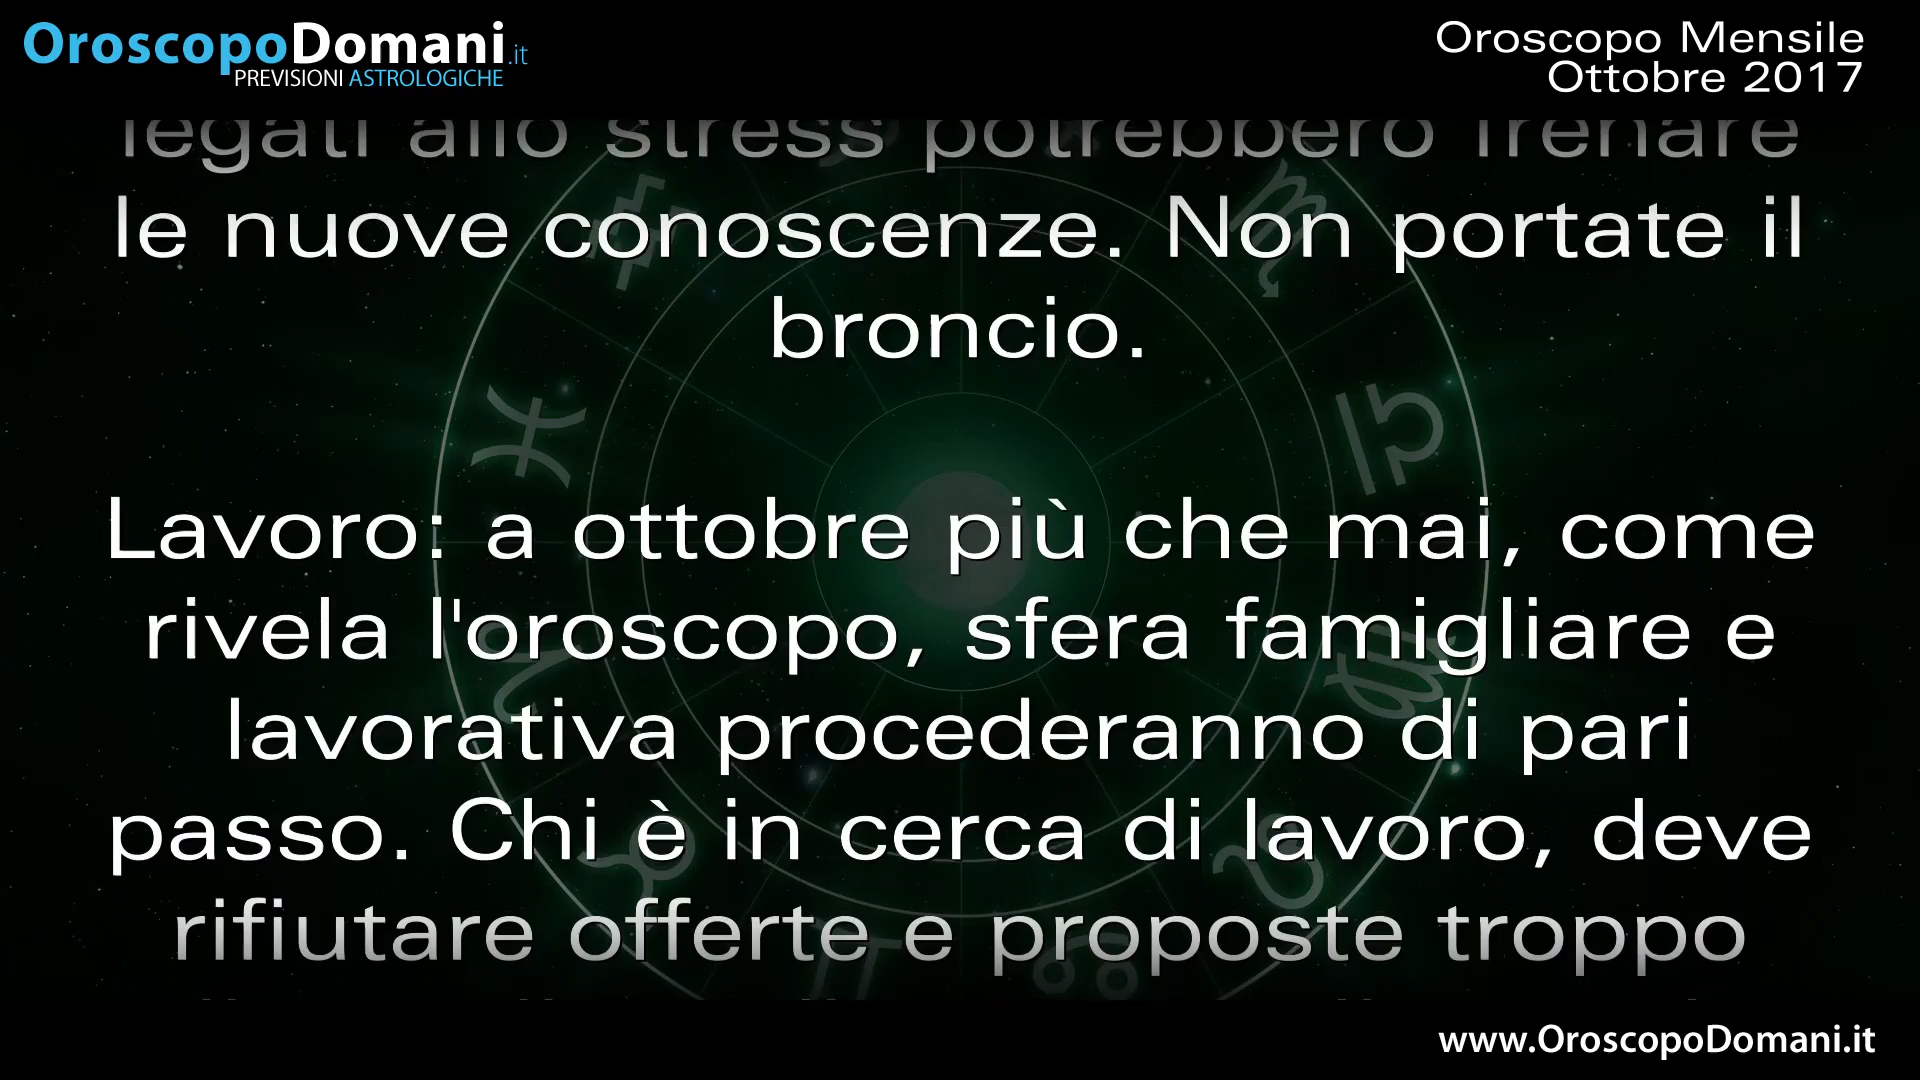 OroscopoDomani.it
PREVISIONI ASTROLOGICHE
Oroscopo Mensile
Ottobre 2017
legati allo stress potrebbero frenare
le nuove conoscenze. Non portate il
broncio.
Lavoro: a ottobre più che mai, come
rivela l'oroscopo, sfera famigliare e
lavorativa procederanno di pari
passo. Chi è in cerca di lavoro, deve
rifiutare offerte e proposte troppo
www.OroscopoDomani.it